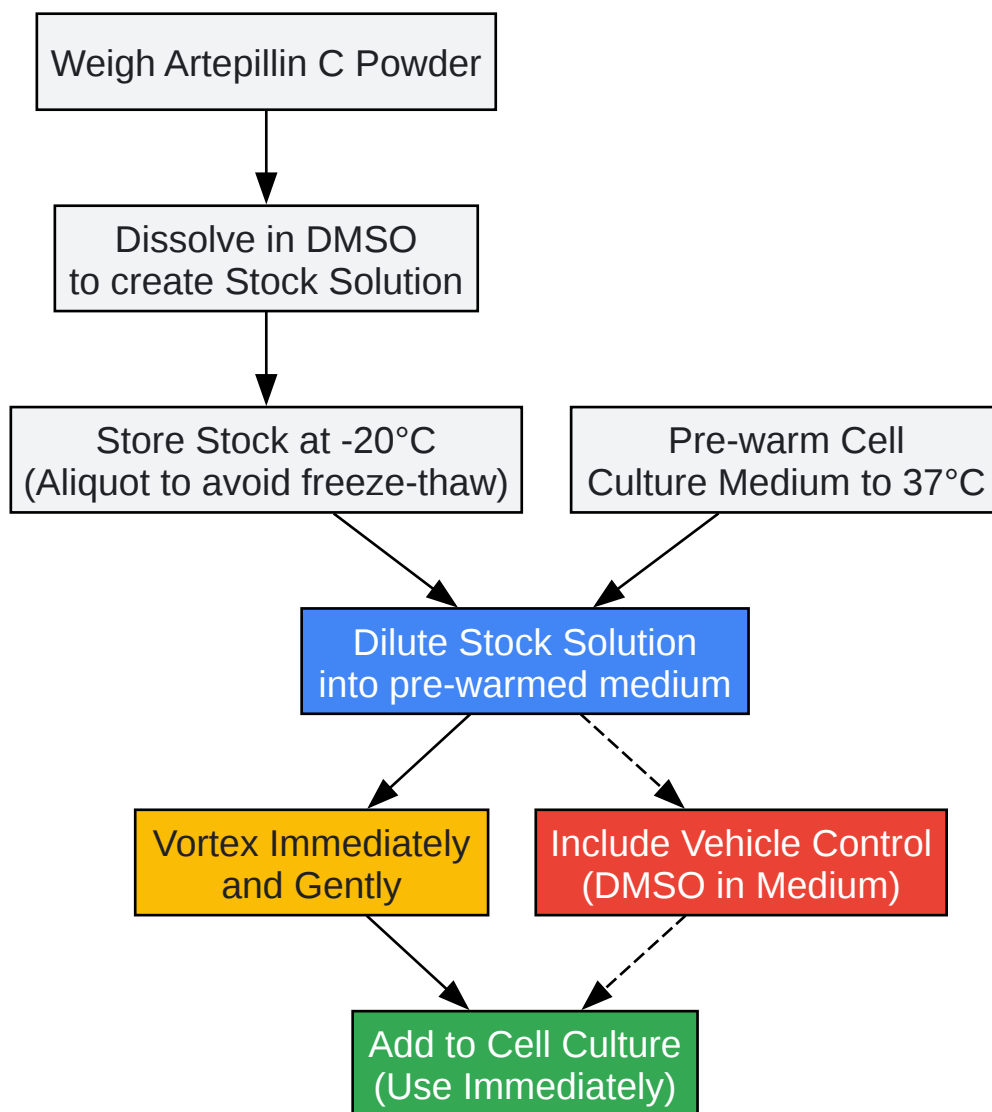 Weigh Artepillin C Powder
Dissolve in DMSO
to create Stock Solution
Store Stock at -20°C
(Aliquot to avoid freeze-thaw)
Pre-warm Cell
Culture Medium to 37°C
Dilute Stock Solution
into pre-warmed medium
Vortex Immediately
and Gently
Include Vehicle Control
(DMSO in Medium)
Add to Cell Culture
(Use Immediately)